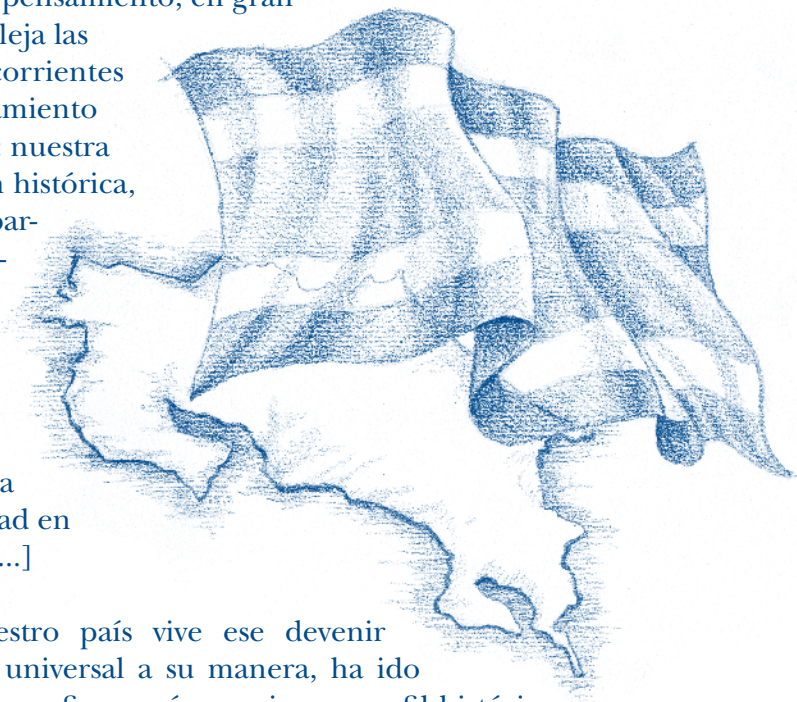 pensamiento, en gran
leja las
corrientes
amiento
nuestra
histórica,
par-
-
a
ad en
...]
estro país vive ese devenir
universal a su manera, ha ido